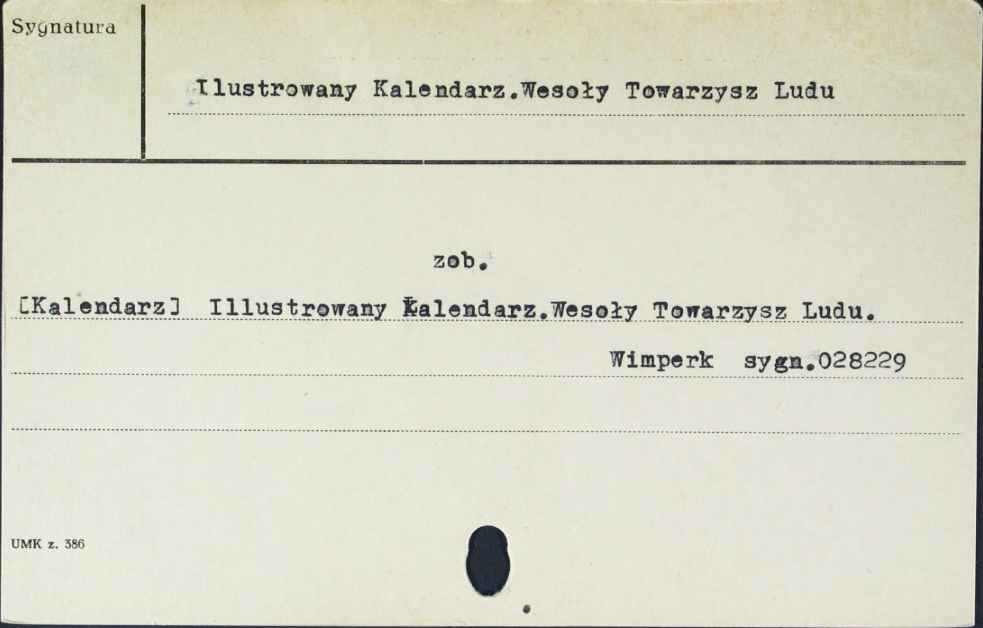 Sygnatura
Ilustrowany Kalendarz.Wesoły Towarzysz Ludu
zob.
[Kalendarz] Illustrowany Kalendarz.Wesoły Towarzysz Ludu.
Wimperk sygn.028229
UMK z. 386